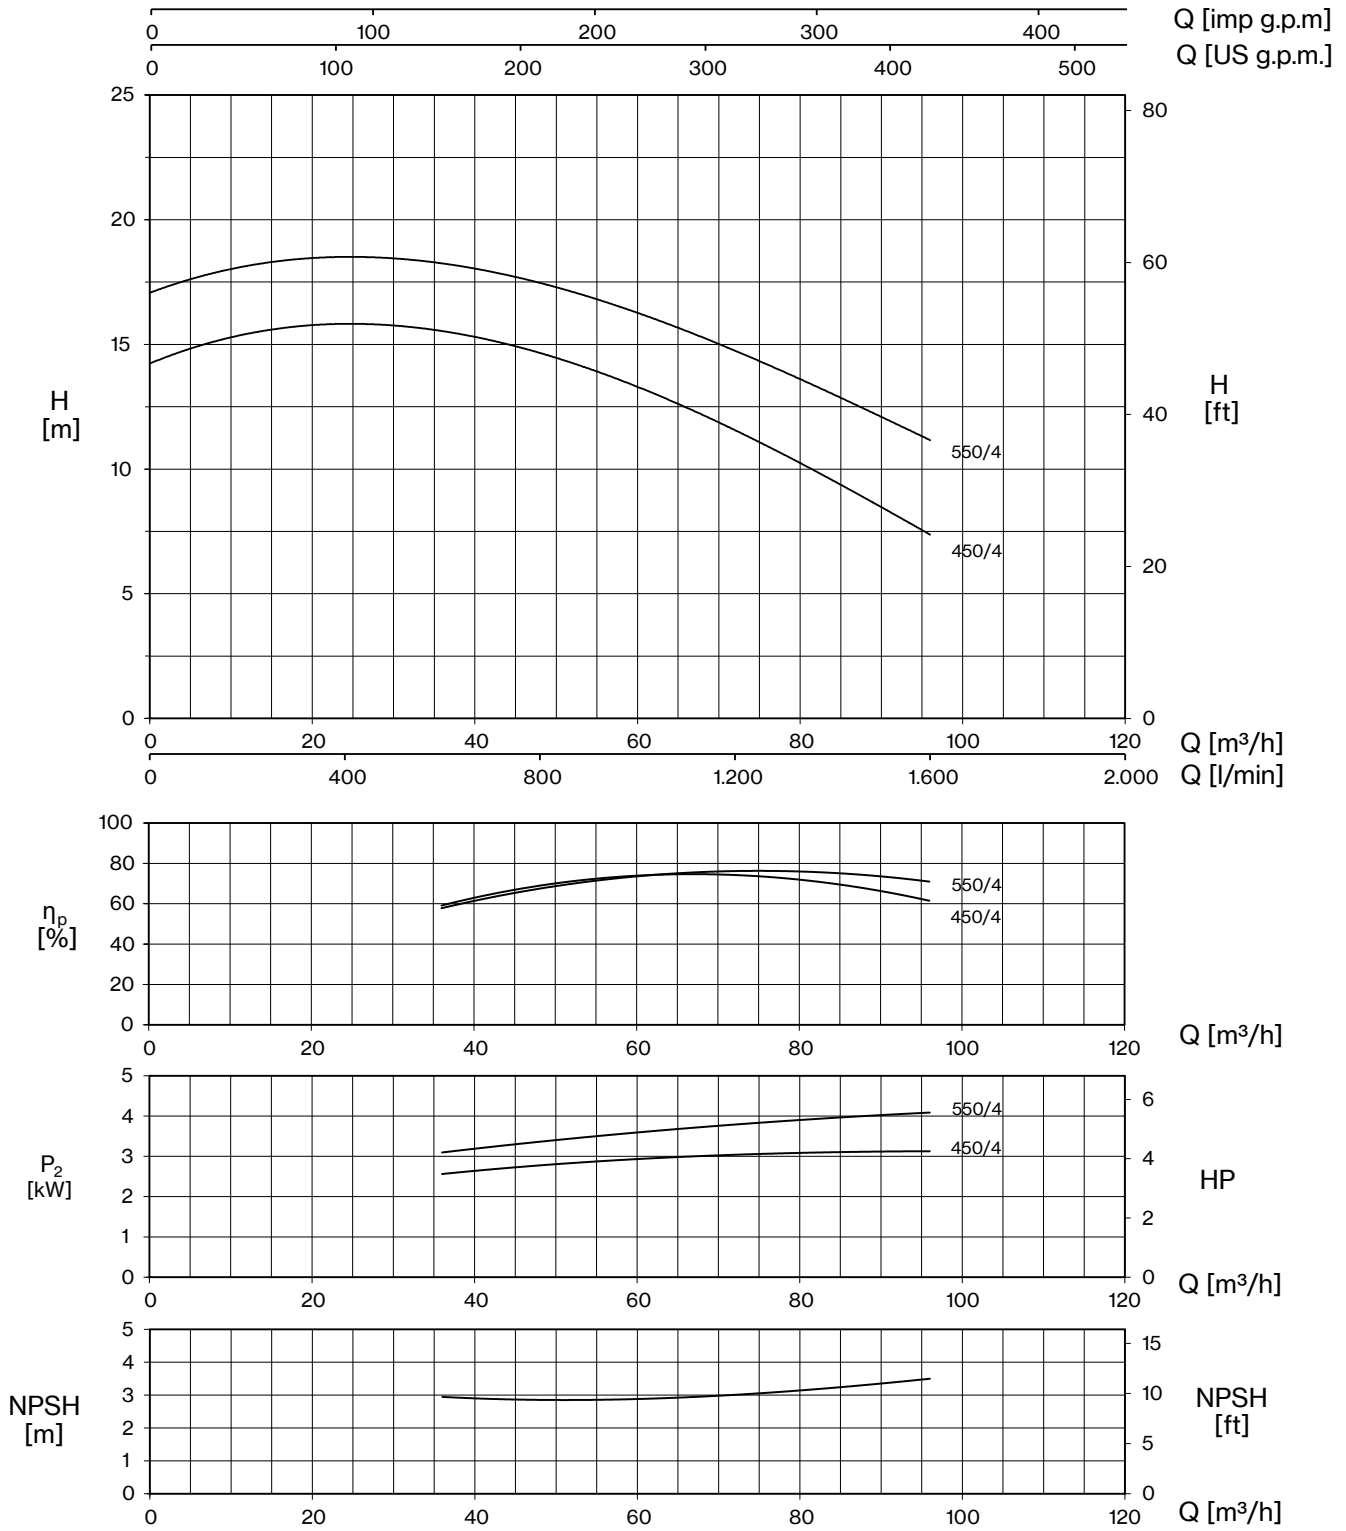 0 100 200 300 400 Q [imp g.p.m]
0 100 200 300 400 500 Q [US g.p.m.]
25 20 15 10 5 0
H
[m]
80 60 40 20 0
H
[ft]
550/4
450/4
0 20 40 60 80 100 120 Q [m³/h]
0 400 800 1.200 1.600 2.000 Q [l/min]
100 80 60 40 20 0
ηp
[%]
550/4
450/4
0 20 40 60 80 100 120 Q [m³/h]
5 4 3 2 1 0
P2
[kW]
550/4
450/4
6 4 2 0
HP
0 20 40 60 80 100 120 Q [m³/h]
5 4 3 2 1 0
NPSH
[m]
15 10 5 0
NPSH
[ft]
0 20 40 60 80 100 120 Q [m³/h]